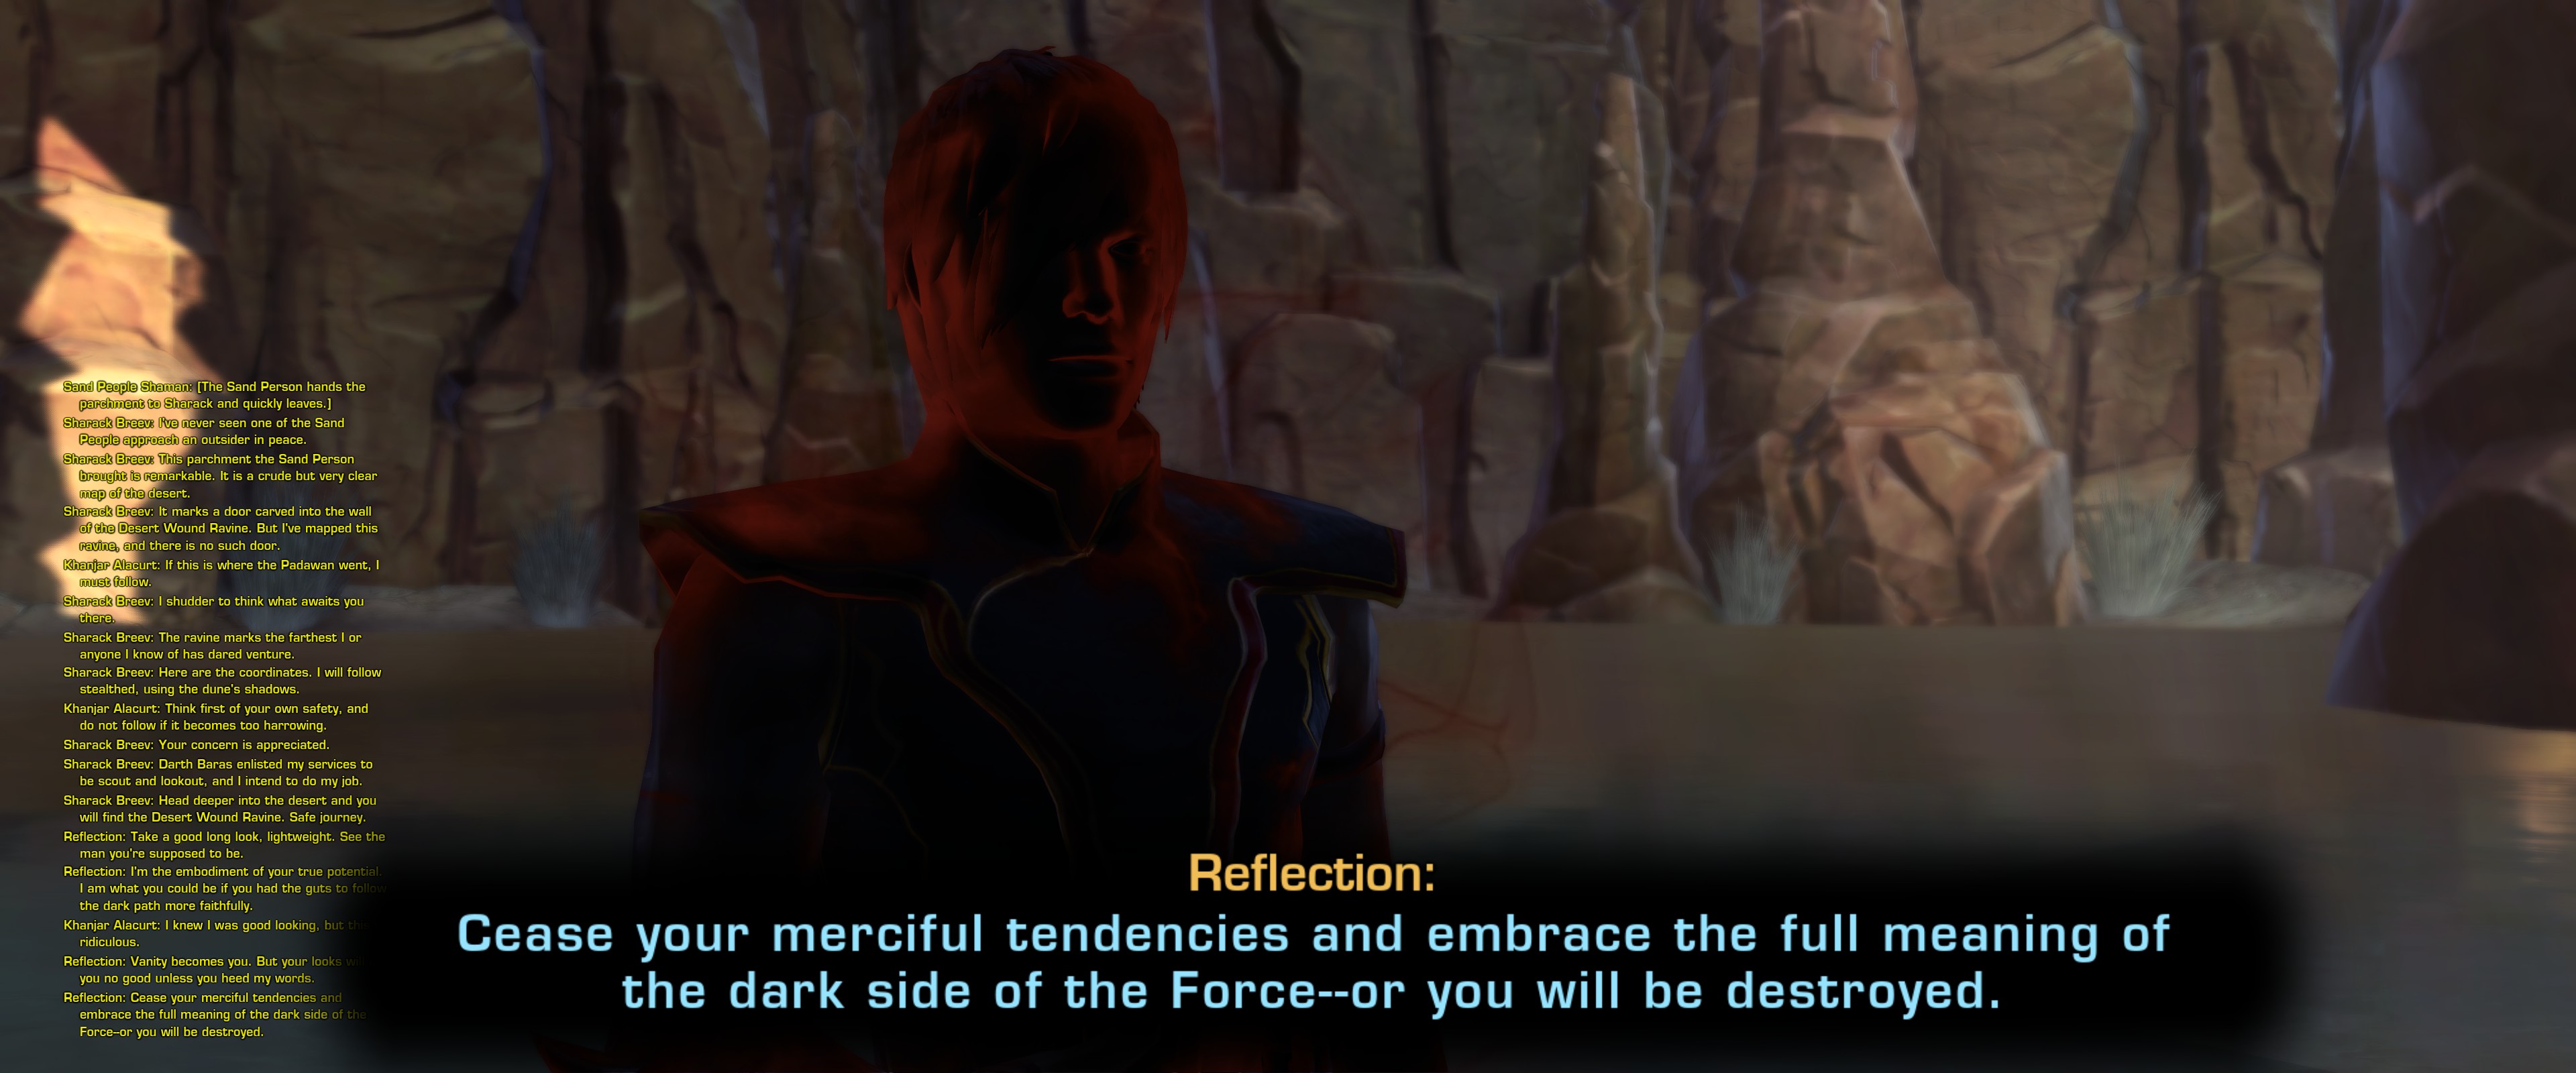 Sand People Shaman: [The Sand Person hands the
parchment to Sharack and quickly leaves.]
Sharack Breev: I've never seen one of the Sand
People approach an outsider in peace.
Sharack Breev: This parchment the Sand Person
brought is remarkable. It is a crude but very clear
map of the desert.
Sharack Breev: It marks a door carved into the wall
of the Desert Wound Ravine. But I've mapped this
ravine, and there is no such door.
Khanjar Alacurt: If this is where the Padawan went, I
must follow.
Sharack Breev: I shudder to think what awaits you
there.
Sharack Breev: The ravine marks the farthest I or
anyone I know of has dared venture.
Sharack Breev: Here are the coordinates. I will follow
stealthed, using the dune's shadows.
Khanjar Alacurt: Think first of your own safety, and
do not follow if it becomes too harrowing.
Sharack Breev: Your concern is appreciated.
Sharack Breev: Darth Baras enlisted my services to
be scout and lookout, and I intend to do my job.
Sharack Breev: Head deeper into the desert and you
will find the Desert Wound Ravine. Safe journey.
Reflection: Take a good long look, lightweight. See the
man you're supposed to be.
Reflection: I'm the embodiment of your true potential.
I am what you could be if you had the guts to follow
the dark path more faithfully.
Khanjar Alacurt: I knew I was good looking, but
ridiculous.
Reflection: Vanity becomes you. But your looks
you no good unless you heed my words.
Reflection: Cease your merciful tendencies and
embrace the full meaning of the dark side of the
Force--or you will be destroyed.
Reflection:
Cease your merciful tendencies and embrace the full meaning of
the dark side of the Force--or you will be destroyed.